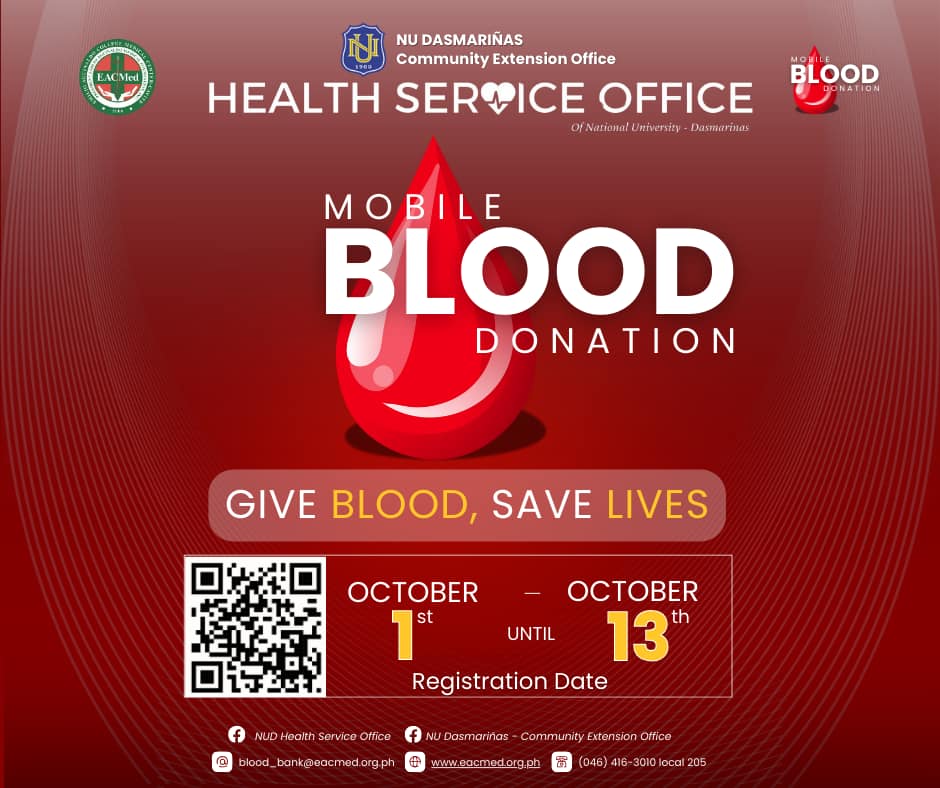 NU DASMARIÑAS
Community Extension Office
HEALTH SERVICE OFFICE
Of National University - Dasmarinas
EACMed
NU
1900
MOBILE
BLOOD
DONATION
MOBILE
BLOOD
DONATION
GIVE BLOOD, SAVE LIVES
OCTOBER — OCTOBER
1st UNTIL 13th
Registration Date
NUD Health Service Office NU Dasmariñas - Community Extension Office
blood_bank@eacmed.org.ph www.eacmed.org.ph (046) 416-3010 local 205